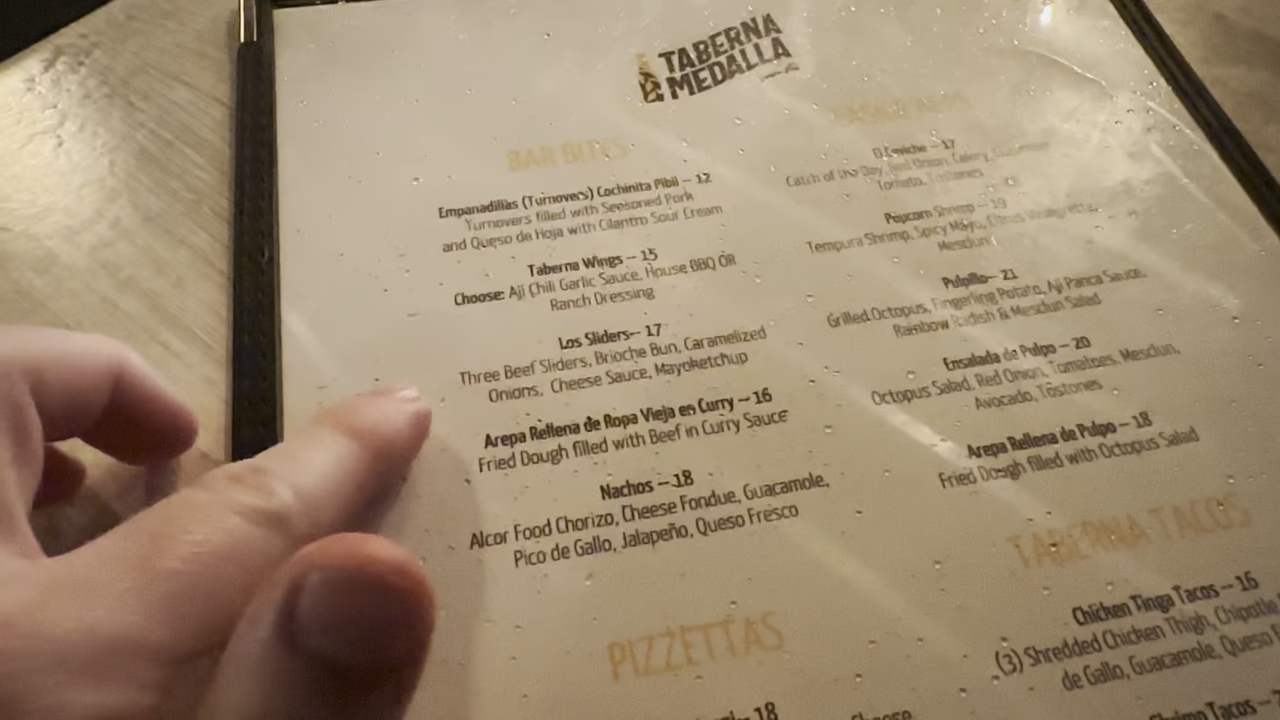 TABERNA
MEDALLA
BAR BITES
Empanadillas (Turnovers) Cochinita Pibil – 12
Turnovers filled with Seasoned Pork
and Queso de Hoja with Cilantro Sour Cream
Taberna Wings – 15
Choose: Aji Chili Garlic Sauce, House BBQ OR
Ranch Dressing
Los Sliders– 17
Three Beef Sliders, Brioche Bun, Caramelized
Onions, Cheese Sauce, Mayoketchup
Arepa Rellena de Ropa Vieja en Curry – 16
Fried Dough filled with Beef in Curry Sauce
Nachos – 18
Alcor Food Chorizo, Cheese Fondue, Guacamole,
Pico de Gallo, Jalapeño, Queso Fresco
PIZZETTAS
– 18
Cheese
El Ceviche – 17
Catch of the Day, Red Onion, Celery, Cucumber
Tomato, Tostones
Popcorn Shrimp – 19
Tempura Shrimp, Spicy Mayo, Citrus Vinaigrette,
Mesclun
Pulpillo– 21
Grilled Octopus, Fingerling Potato, Aji Panca Sauce,
Rainbow Radish & Mesclun Salad
Ensalada de Pulpo – 20
Octopus Salad, Red Onion, Tomatoes, Mesclun,
Avocado, Tostones
Arepa Rellena de Pulpo – 18
Fried Dough filled with Octopus Salad
TABERNA TACOS
Chicken Tinga Tacos – 16
(3) Shredded Chicken Thigh, Chipotle
de Gallo, Guacamole, Queso F
Shrimp Tacos –